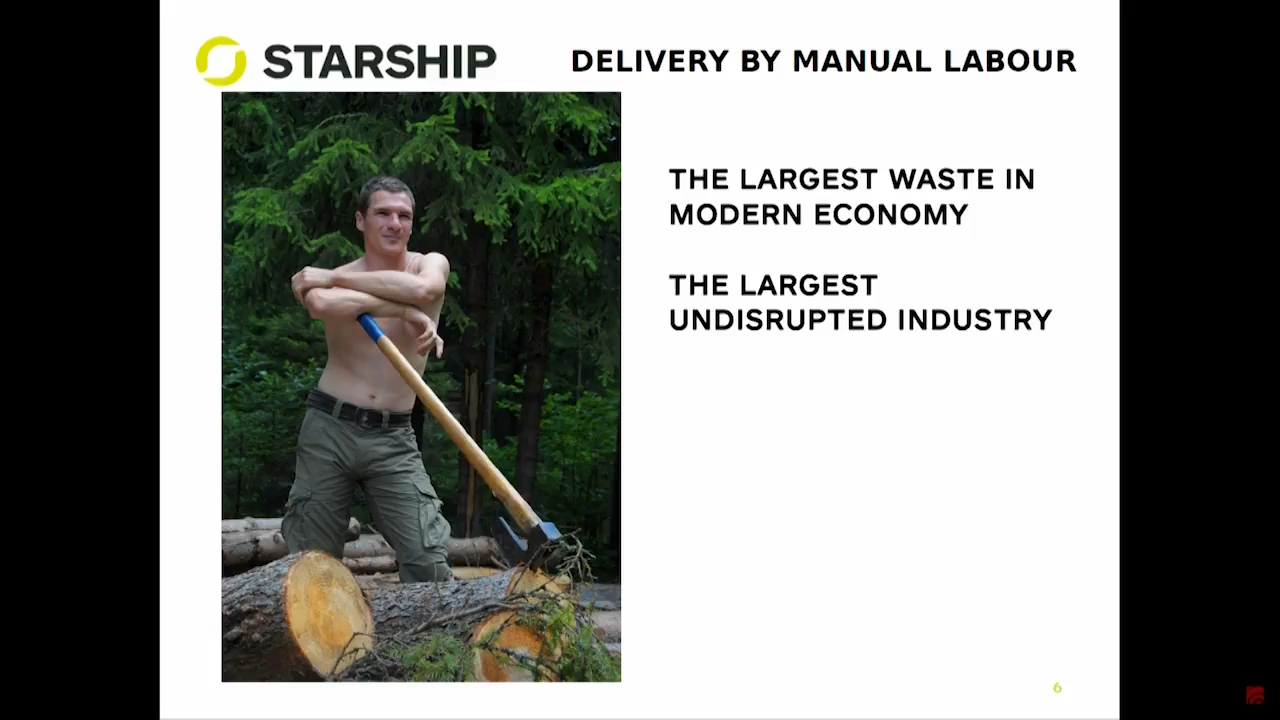 STARSHIP
DELIVERY BY MANUAL LABOUR
THE LARGEST WASTE IN
MODERN ECONOMY
THE LARGEST
UNDISRUPTED INDUSTRY
6